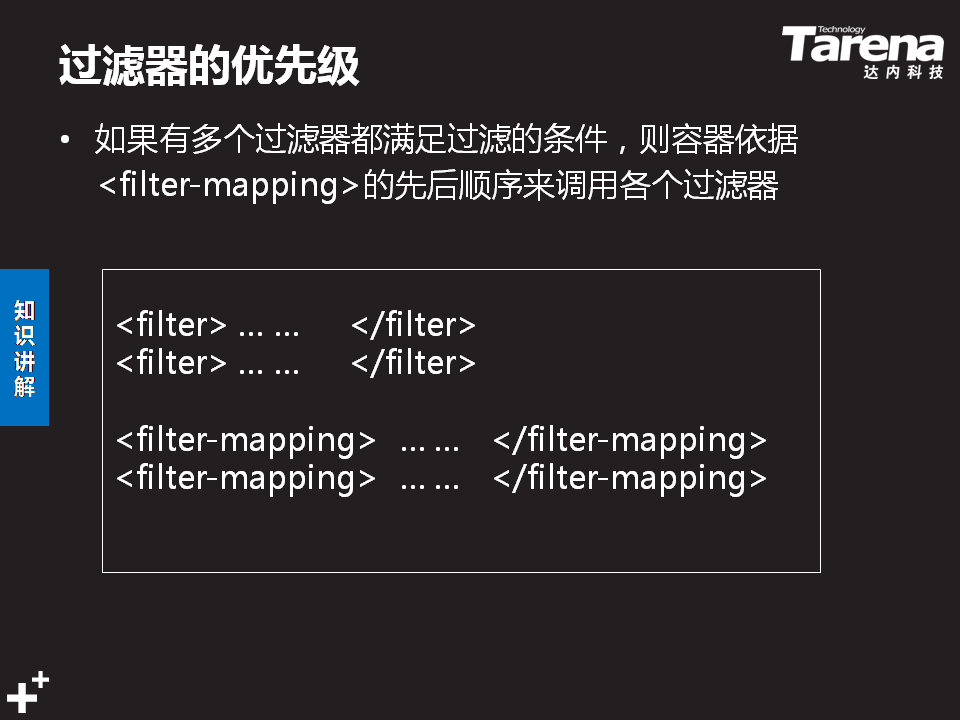 过滤器的优先级
Technology
Tarena
达内科技
• 如果有多个过滤器都满足过滤的条件，则容器依据
<filter-mapping>的先后顺序来调用各个过滤器
知识讲解
<filter> … … </filter>
<filter> … … </filter>
<filter-mapping> … … </filter-mapping>
<filter-mapping> … … </filter-mapping>